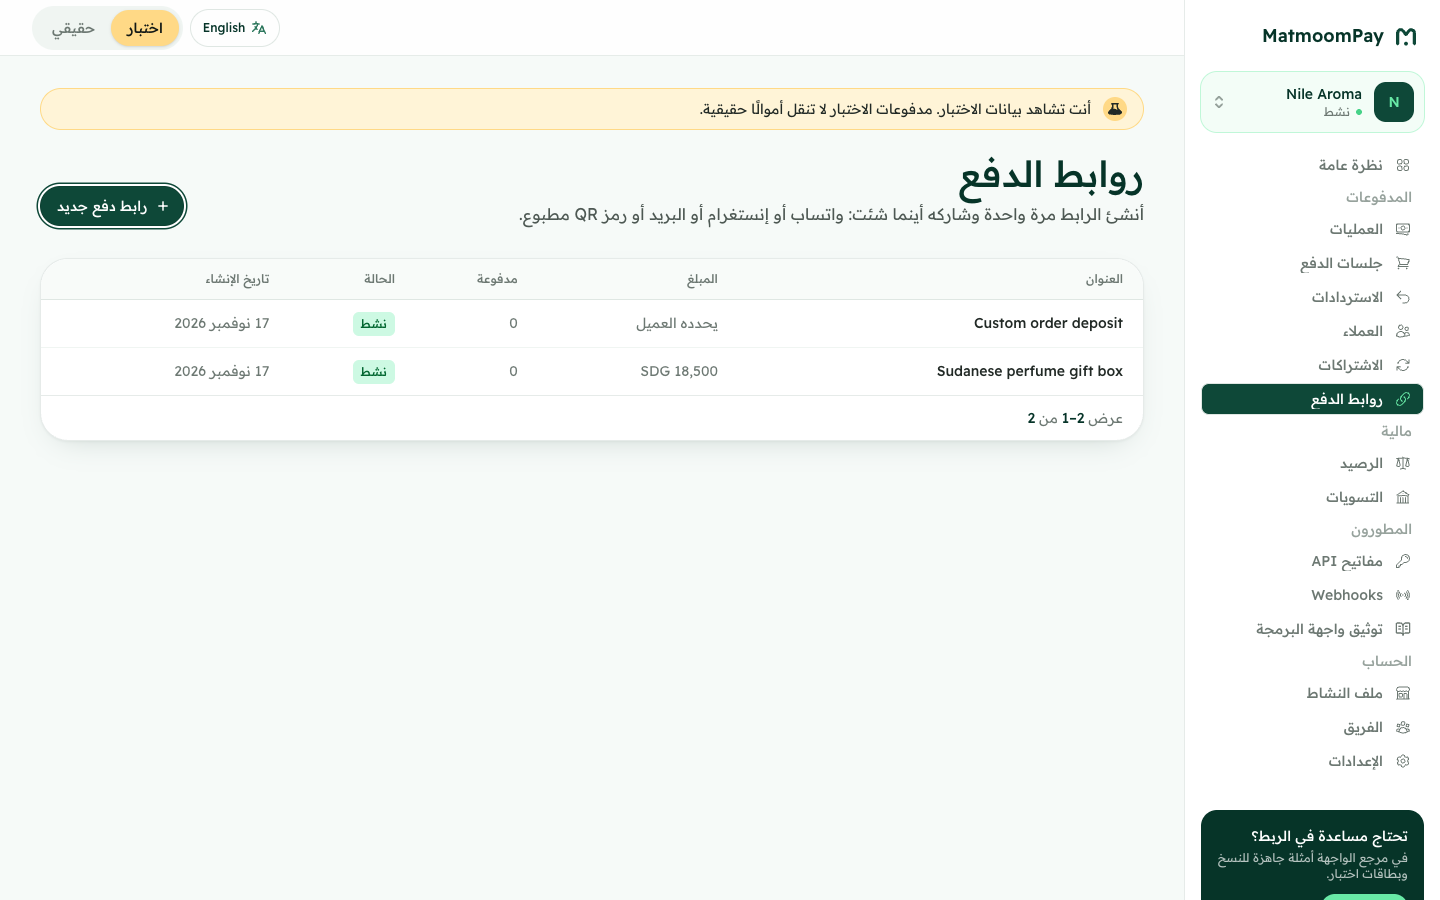 MatmoomPay
N
Nile Aroma
نشط
نظرة عامة
المدفوعات
العمليات
جلسات الدفع
الاستردادات
العملاء
الاشتراكات
روابط الدفع
مالية
الرصيد
التسويات
المطورون
مفاتيح API
Webhooks
توثيق واجهة البرمجة
الحساب
ملف النشاط
الفريق
الإعدادات
تحتاج مساعدة في الربط؟
في مرجع الواجهة أمثلة جاهزة للنسخ
وبطاقات اختبار.
English
اختبار
حقيقي
أنت تشاهد بيانات الاختبار. مدفوعات الاختبار لا تنقل أموالًا حقيقية.
روابط الدفع
أنشئ الرابط مرة واحدة وشاركه أينما شئت: واتساب أو إنستغرام أو البريد أو رمز QR مطبوع.
رابط دفع جديد
العنوان المبلغ مدفوعة الحالة تاريخ الإنشاء
Custom order deposit يحدده العميل 0 نشط 17 نوفمبر 2026
Sudanese perfume gift box SDG 18,500 0 نشط 17 نوفمبر 2026
عرض 1–2 من 2